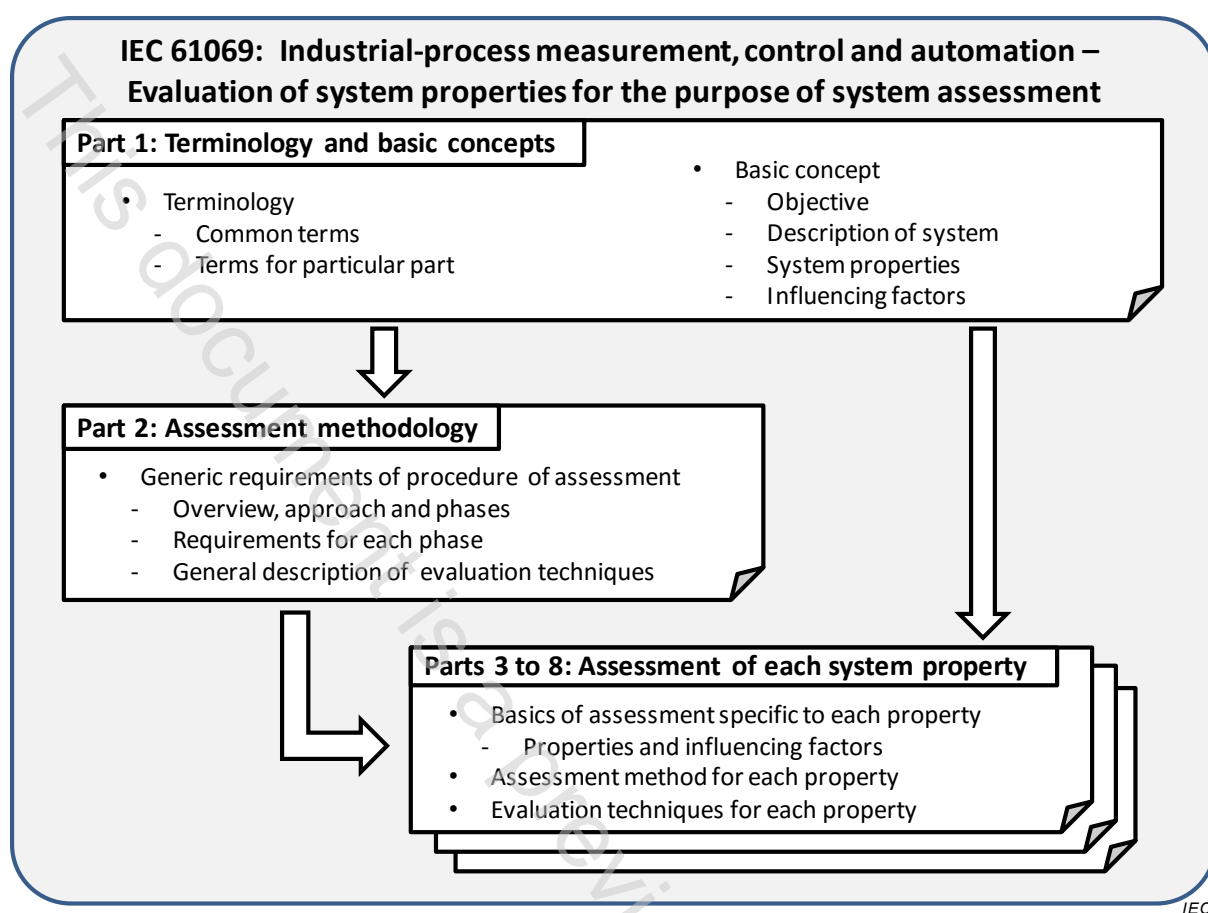 IEC 61069: Industrial-process measurement, control and automation –
Evaluation of system properties for the purpose of system assessment
Part 1: Terminology and basic concepts
• Terminology
- Common terms
- Terms for particular part
• Basic concept
- Objective
- Description of system
- System properties
- Influencing factors
Part 2: Assessment methodology
• Generic requirements of procedure of assessment
- Overview, approach and phases
- Requirements for each phase
- General description of evaluation techniques
Parts 3 to 8: Assessment of each system property
• Basics of assessment specific to each property
- Properties and influencing factors
• Assessment method for each property
• Evaluation techniques for each property
IEC
This document is a previ